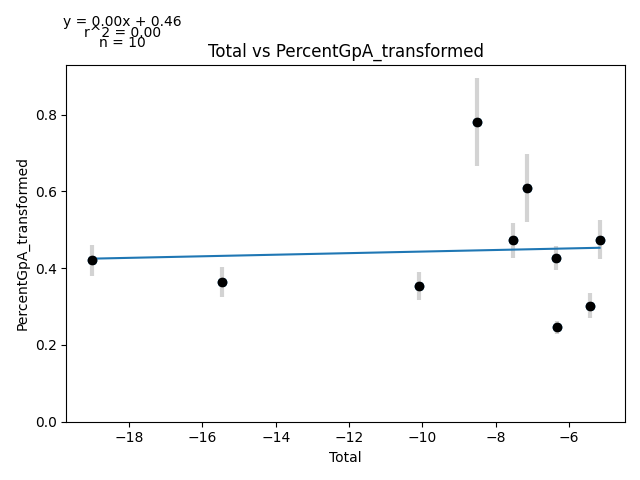 y = 0.00x + 0.46
r^2 = 0.00
n = 10
Total vs PercentGpA_transformed
PercentGpA_transformed
0.8
0.6
0.4
0.2
0.0
−18
−16
−14
−12
−10
−8
−6
Total